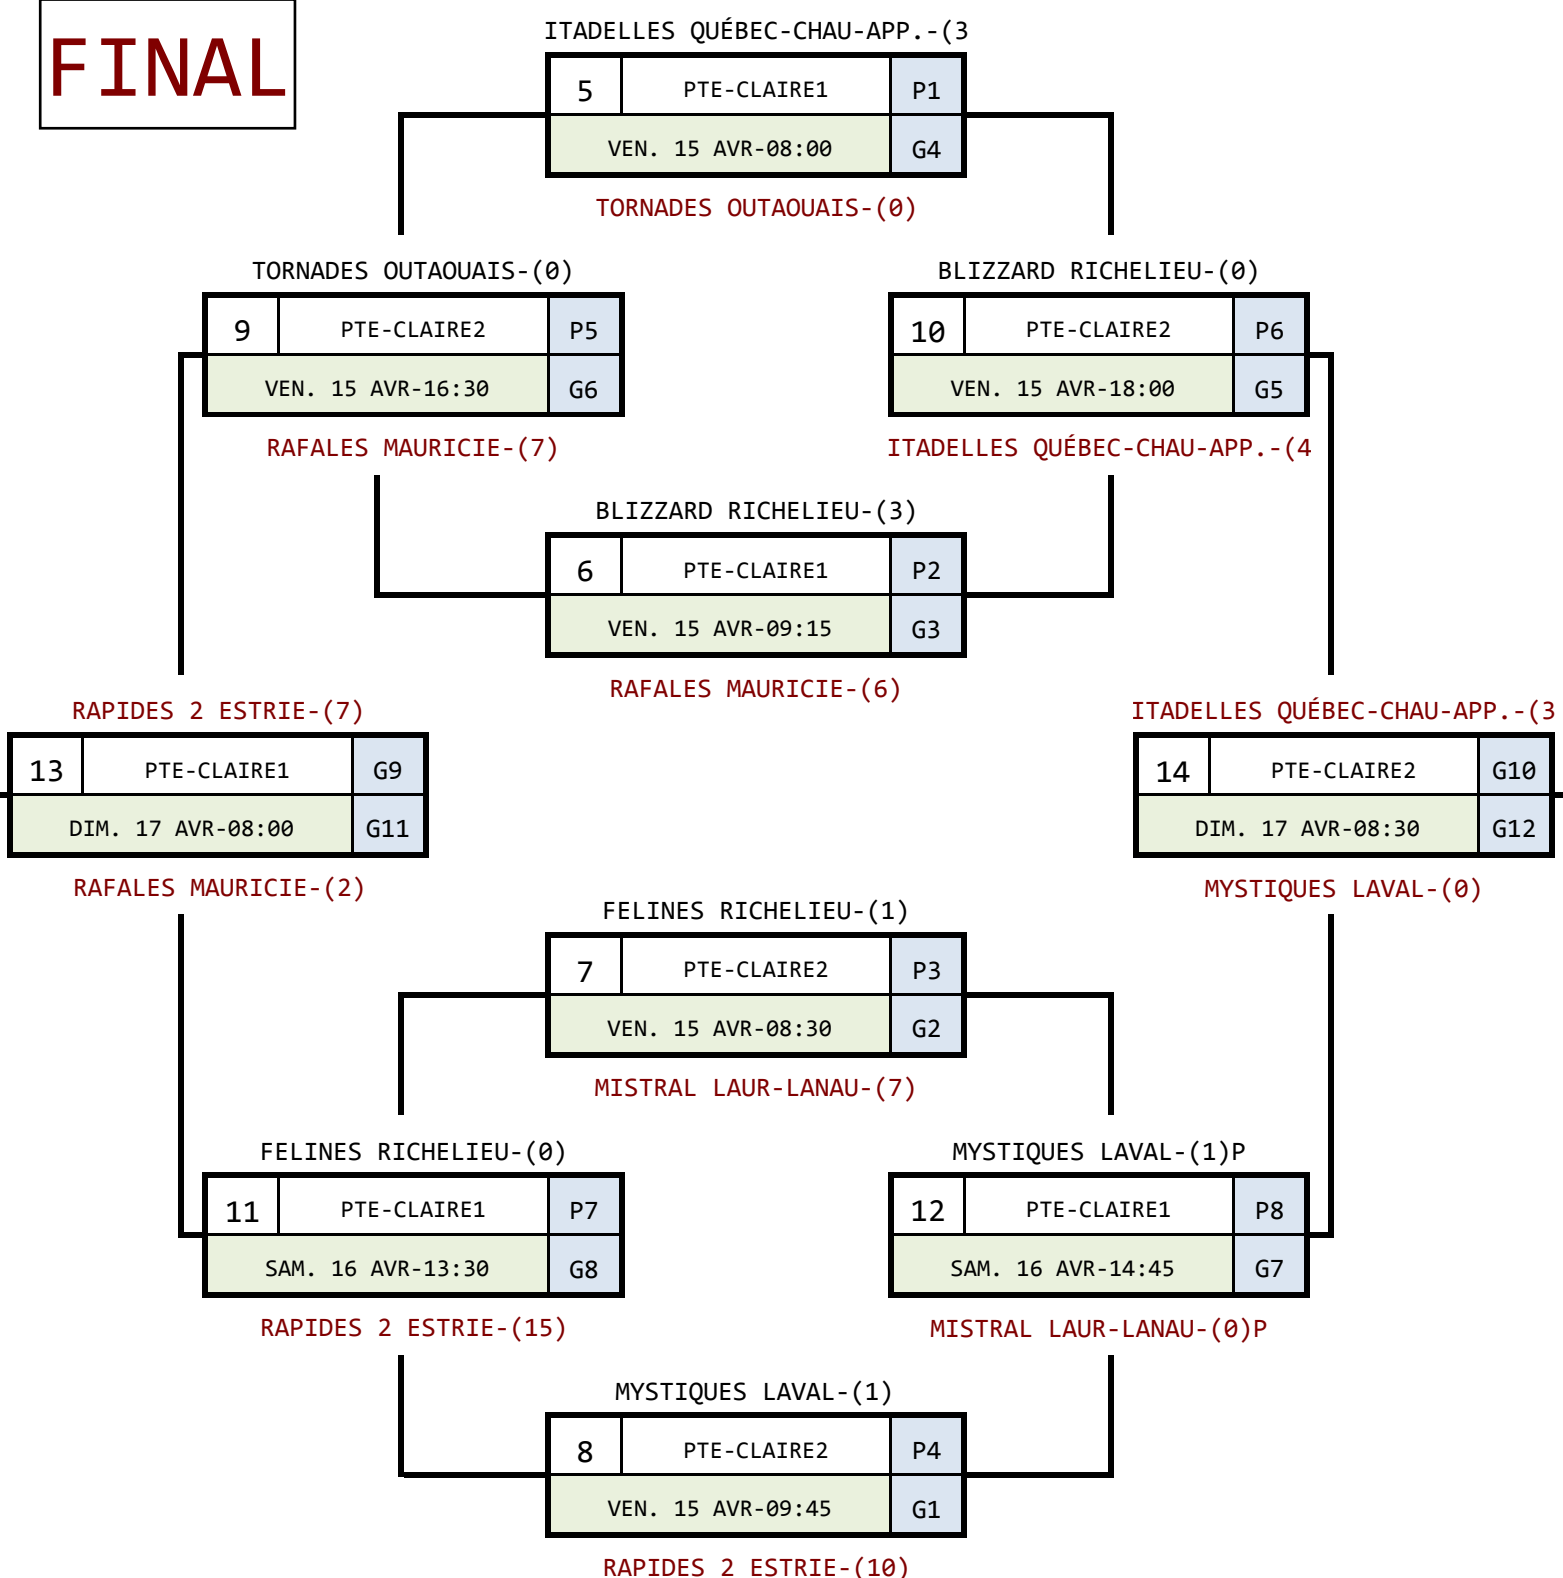 FINAL
ITADELLES QUÉBEC-CHAU-APP.-(3
5 PTE-CLAIRE1 P1
VEN. 15 AVR-08:00 G4
TORNADES OUTAOUAIS-(0)
TORNADES OUTAOUAIS-(0)
9 PTE-CLAIRE2 P5
VEN. 15 AVR-16:30 G6
RAFALES MAURICIE-(7)
BLIZZARD RICHELIEU-(0)
10 PTE-CLAIRE2 P6
VEN. 15 AVR-18:00 G5
ITADELLES QUÉBEC-CHAU-APP.-(4
BLIZZARD RICHELIEU-(3)
6 PTE-CLAIRE1 P2
VEN. 15 AVR-09:15 G3
RAFALES MAURICIE-(6)
RAPIDES 2 ESTRIE-(7)
13 PTE-CLAIRE1 G9
DIM. 17 AVR-08:00 G11
RAFALES MAURICIE-(2)
ITADELLES QUÉBEC-CHAU-APP.-(3
14 PTE-CLAIRE2 G10
DIM. 17 AVR-08:30 G12
MYSTIQUES LAVAL-(0)
FELINES RICHELIEU-(1)
7 PTE-CLAIRE2 P3
VEN. 15 AVR-08:30 G2
MISTRAL LAUR-LANAU-(7)
FELINES RICHELIEU-(0)
11 PTE-CLAIRE1 P7
SAM. 16 AVR-13:30 G8
RAPIDES 2 ESTRIE-(15)
MYSTIQUES LAVAL-(1)P
12 PTE-CLAIRE1 P8
SAM. 16 AVR-14:45 G7
MISTRAL LAUR-LANAU-(0)P
MYSTIQUES LAVAL-(1)
8 PTE-CLAIRE2 P4
VEN. 15 AVR-09:45 G1
RAPIDES 2 ESTRIE-(10)